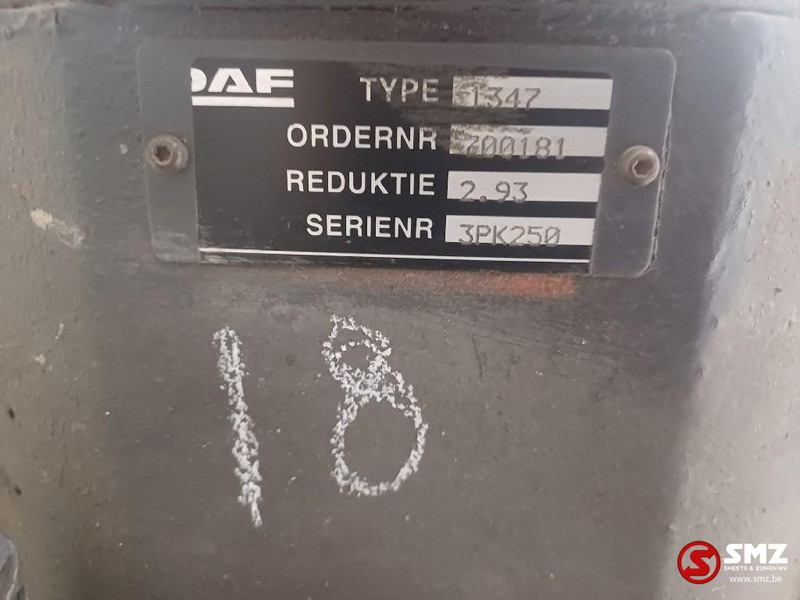 DAF
TYPE 1347
ORDERNR 200181
REDUKTIE 2.93
SERIENR 3PK250
18
SMZ
SMEETS & ZONEN NV
www.smz.be